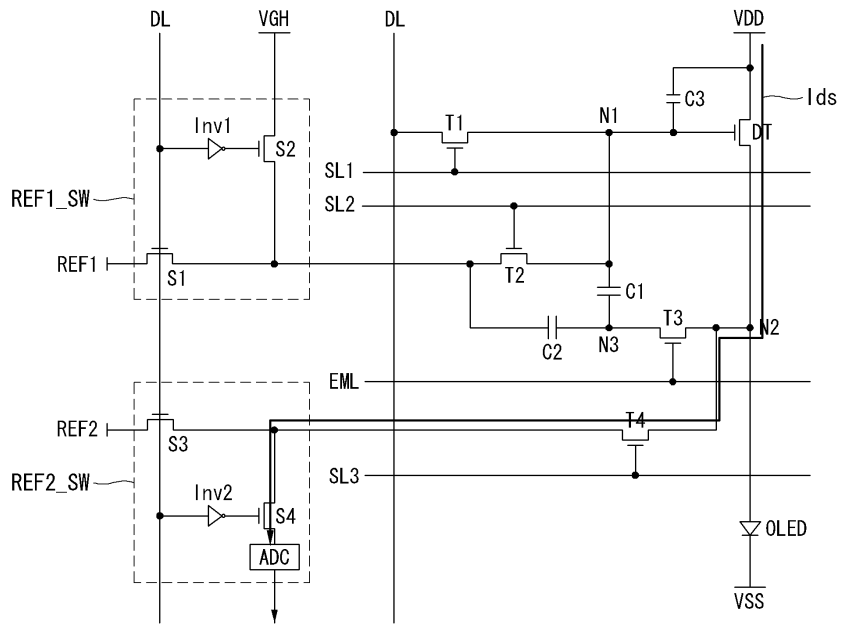 DL VGH DL VDD
Ids
C3
Inv1 T1 N1 DT
S2
SL1
REF1_SW SL2
REF1 S1 T2
C1
T3
C2 N3 N2
EML
T4
REF2 S3
SL3
REF2_SW Inv2
S4 OLED
ADC
VSS